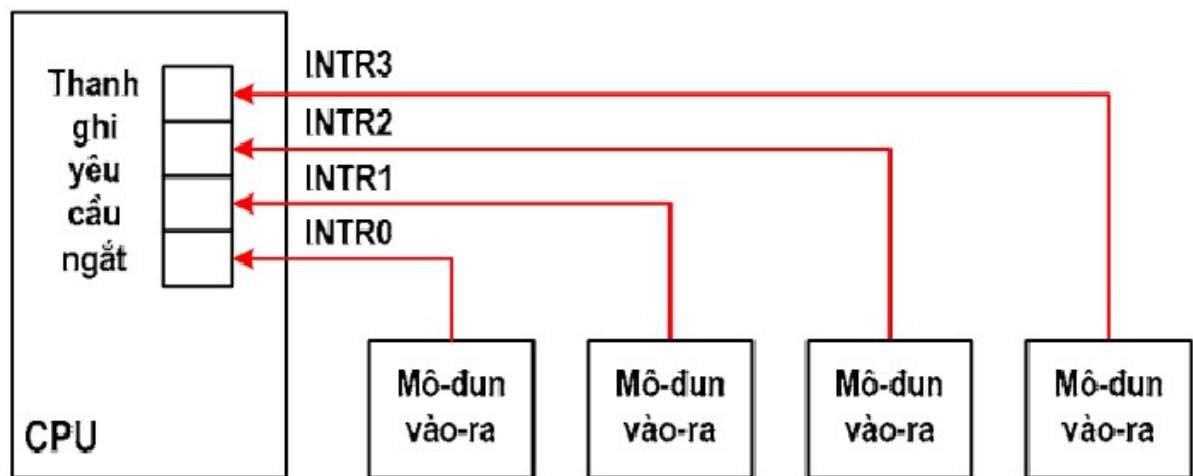 Thanh
ghi
yêu
cầu
ngắt
INTR3
INTR2
INTR1
INTR0
CPU
Mô-đun
vào-ra
Mô-đun
vào-ra
Mô-đun
vào-ra
Mô-đun
vào-ra